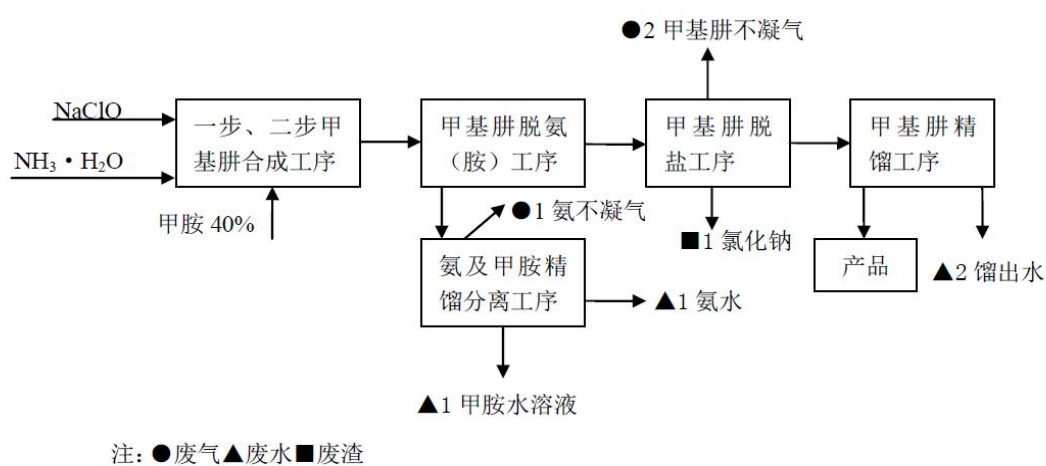 ●2 甲基肼不凝气
NaClO
NH3·H2O
一步、二步甲
基肼合成工序
甲胺 40%
甲基肼脱氨
（胺）工序
甲基肼脱
盐工序
甲基肼精
馏工序
●1 氨不凝气
■1 氯化钠
氨及甲胺精
馏分离工序
▲1 氨水
产品
▲2 馏出水
▲1 甲胺水溶液
注：●废气▲废水■废渣